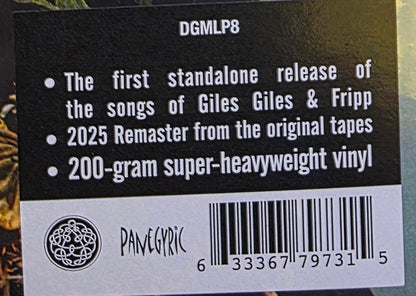 DGMLP8
• The first standalone release of
the songs of Giles Giles & Fripp
• 2025 Remaster from the original tapes
• 200-gram super-heavyweight vinyl
PANEGYRIC
6 33367 79731 5